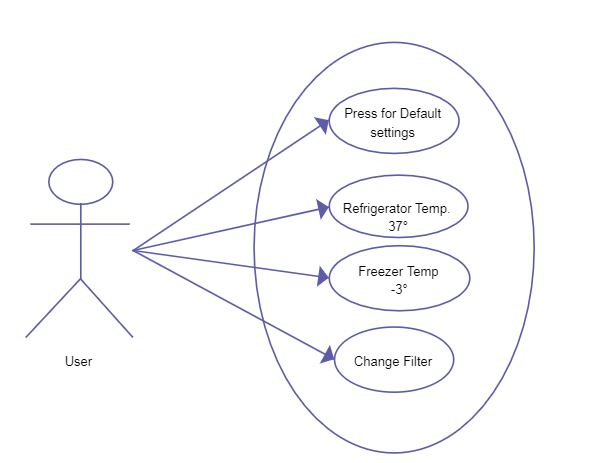 Press for Default
settings
Refrigerator Temp.
37°
Freezer Temp
-3°
Change Filter
User